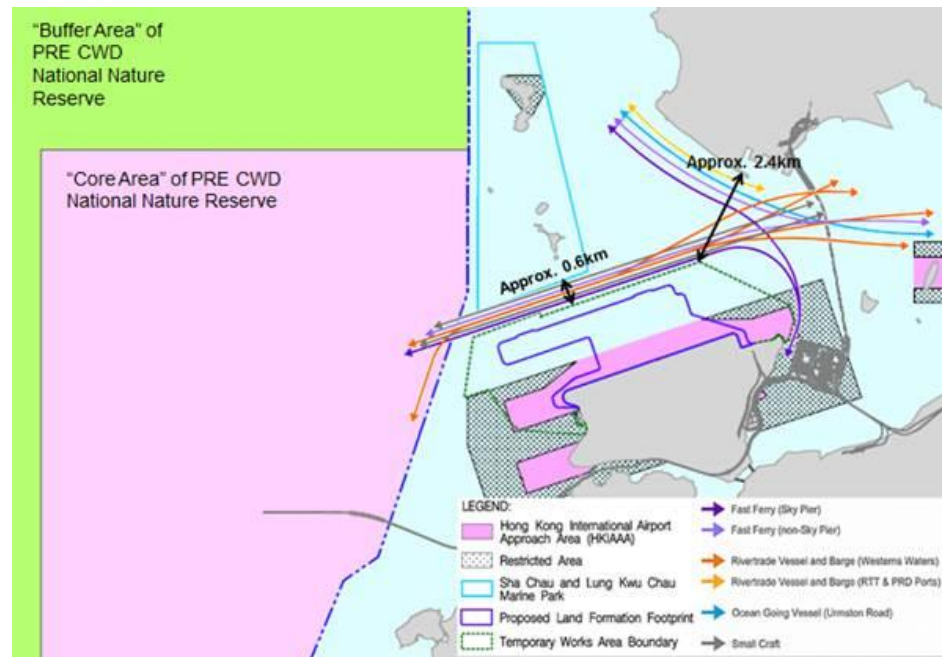 "Buffer Area" of
PRE CWD
National Nature
Reserve
"Core Area" of PRE CWD
National Nature Reserve
Approx. 2.4km
Approx. 0.6km
LEGEND:
Hong Kong International Airport
Approach Area (HKIAAA)
Restricted Area
Sha Chau and Lung Kwu Chau
Marine Park
Proposed Land Formation Footprint
Temporary Works Area Boundary
Fast Ferry (Sky Pier)
Fast Ferry (non-Sky Pier)
Rivertrade Vessel and Barge (Westerns Waters)
Rivertrade Vessel and Barge (RTT & PRD Ports)
Ocean Going Vessel (Urmston Road)
Small Craft